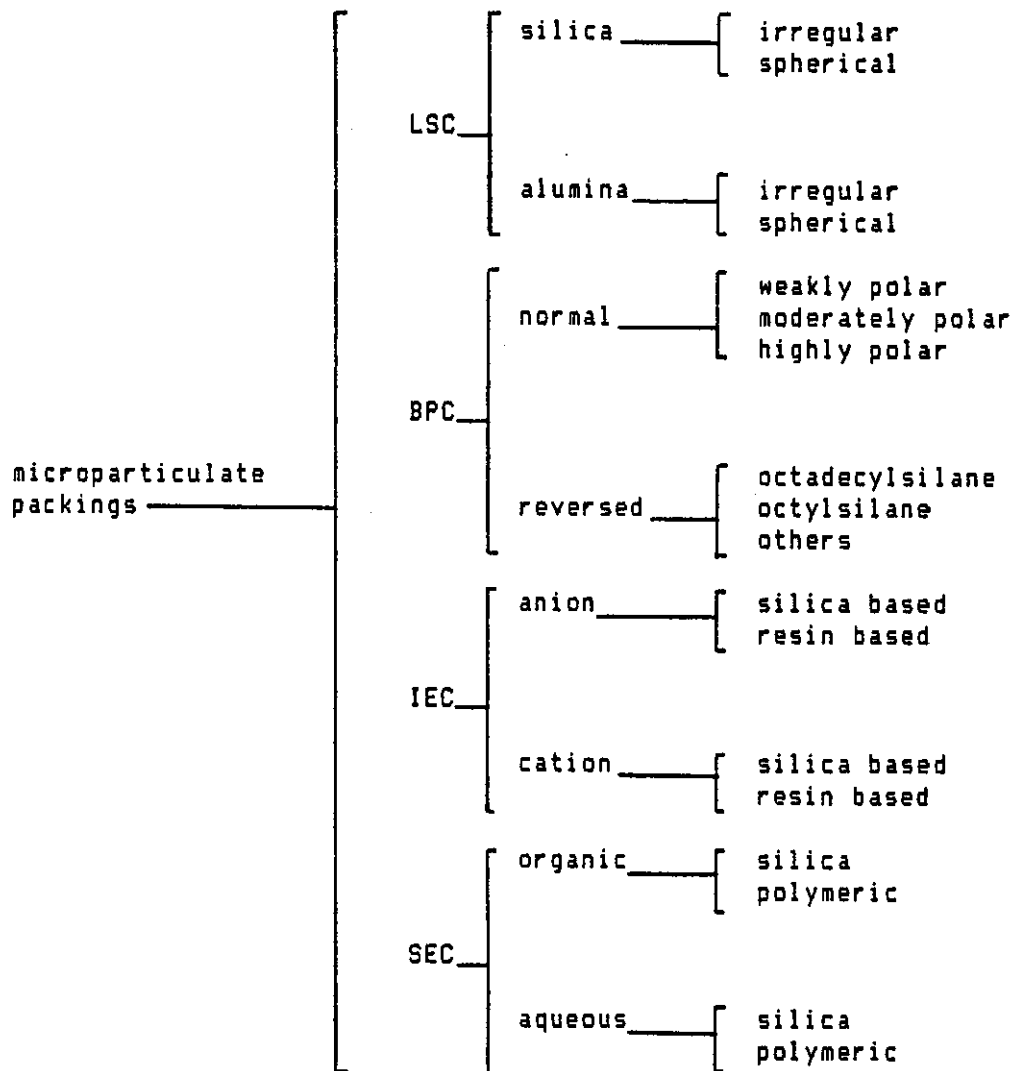 silica
irregular
spherical
LSC
alumina
irregular
spherical
normal
weakly polar
moderately polar
highly polar
BPC
microparticulate
packings
reversed
octadecylsilane
octylsilane
others
anion
silica based
resin based
IEC
cation
silica based
resin based
organic
silica
polymeric
SEC
aqueous
silica
polymeric